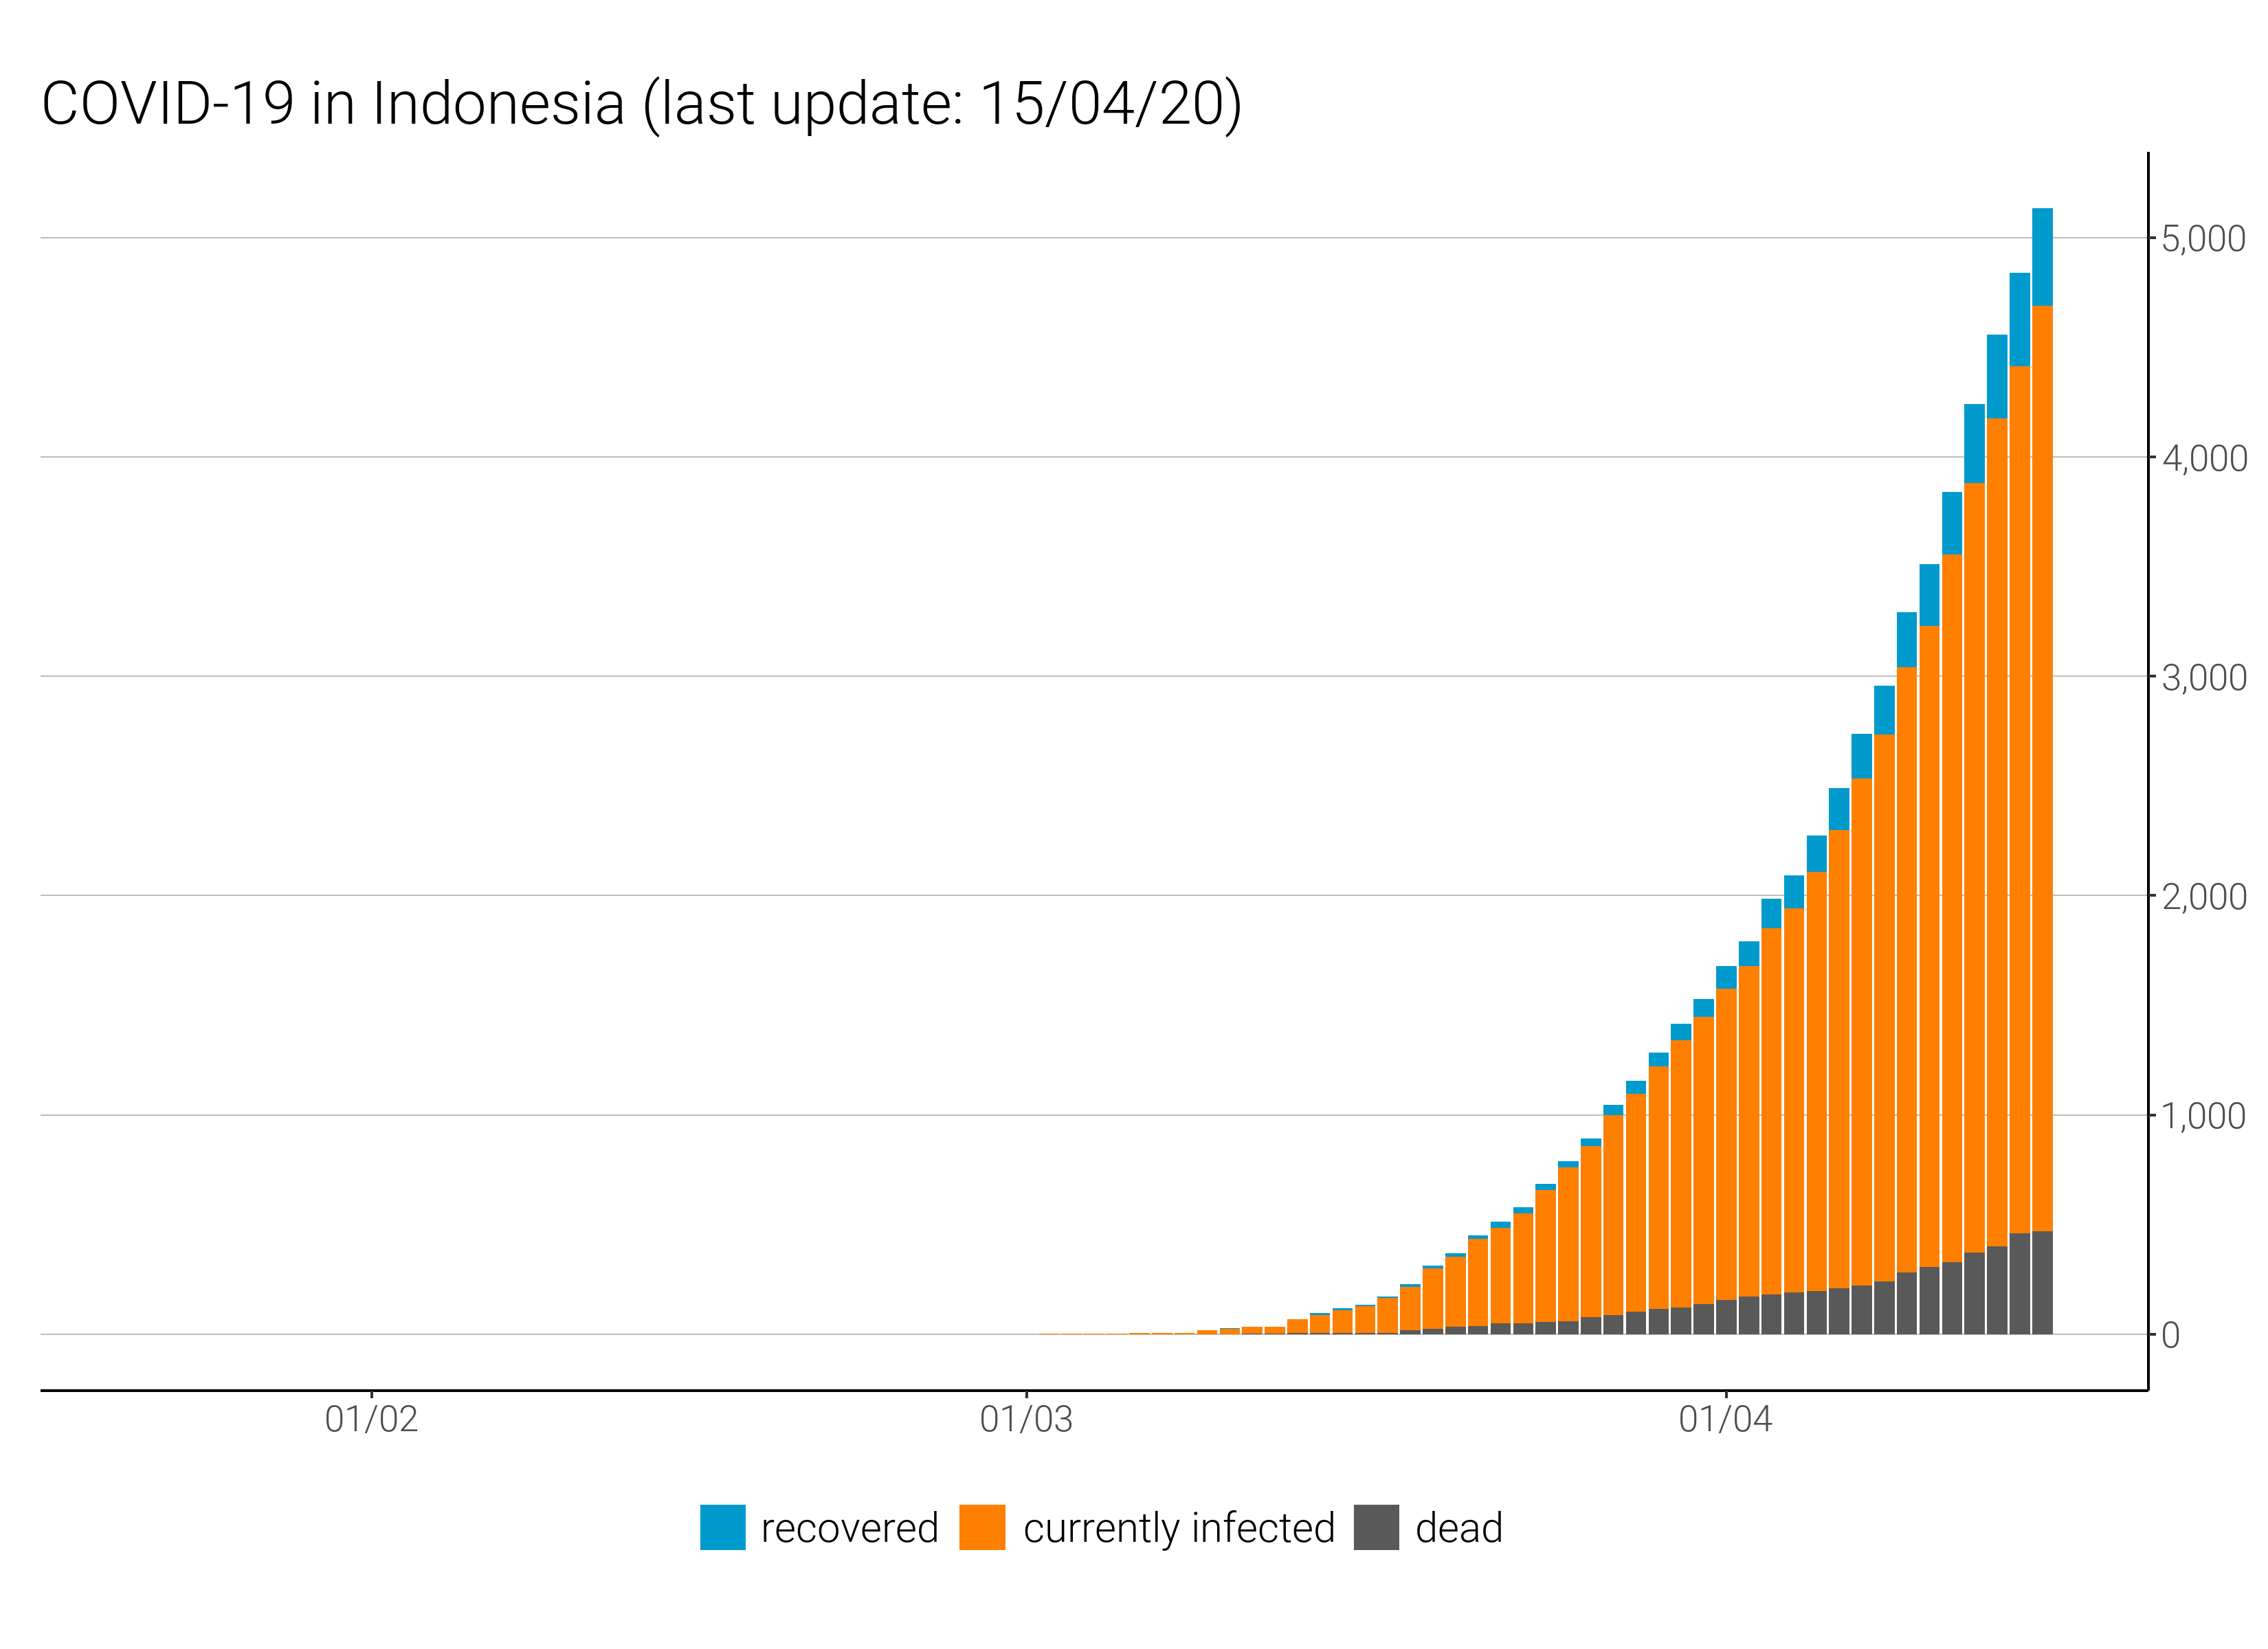 COVID-19 in Indonesia (last update: 15/04/20)
5,000
4,000
3,000
2,000
1,000
0
01/02 01/03 01/04
recovered currently infected dead